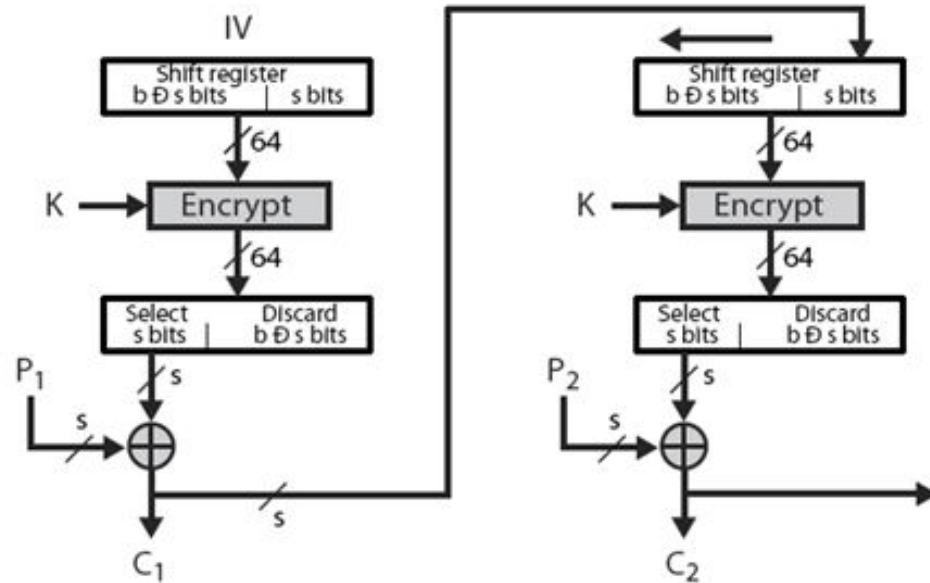 IV
Shift register
b Ð s bits | s bits
64
K
Encrypt
64
Select Discard
s bits | b Ð s bits
P1
s
s
C1
s
Shift register
b Ð s bits | s bits
64
K
Encrypt
64
Select Discard
s bits | b Ð s bits
P2
s
s
C2